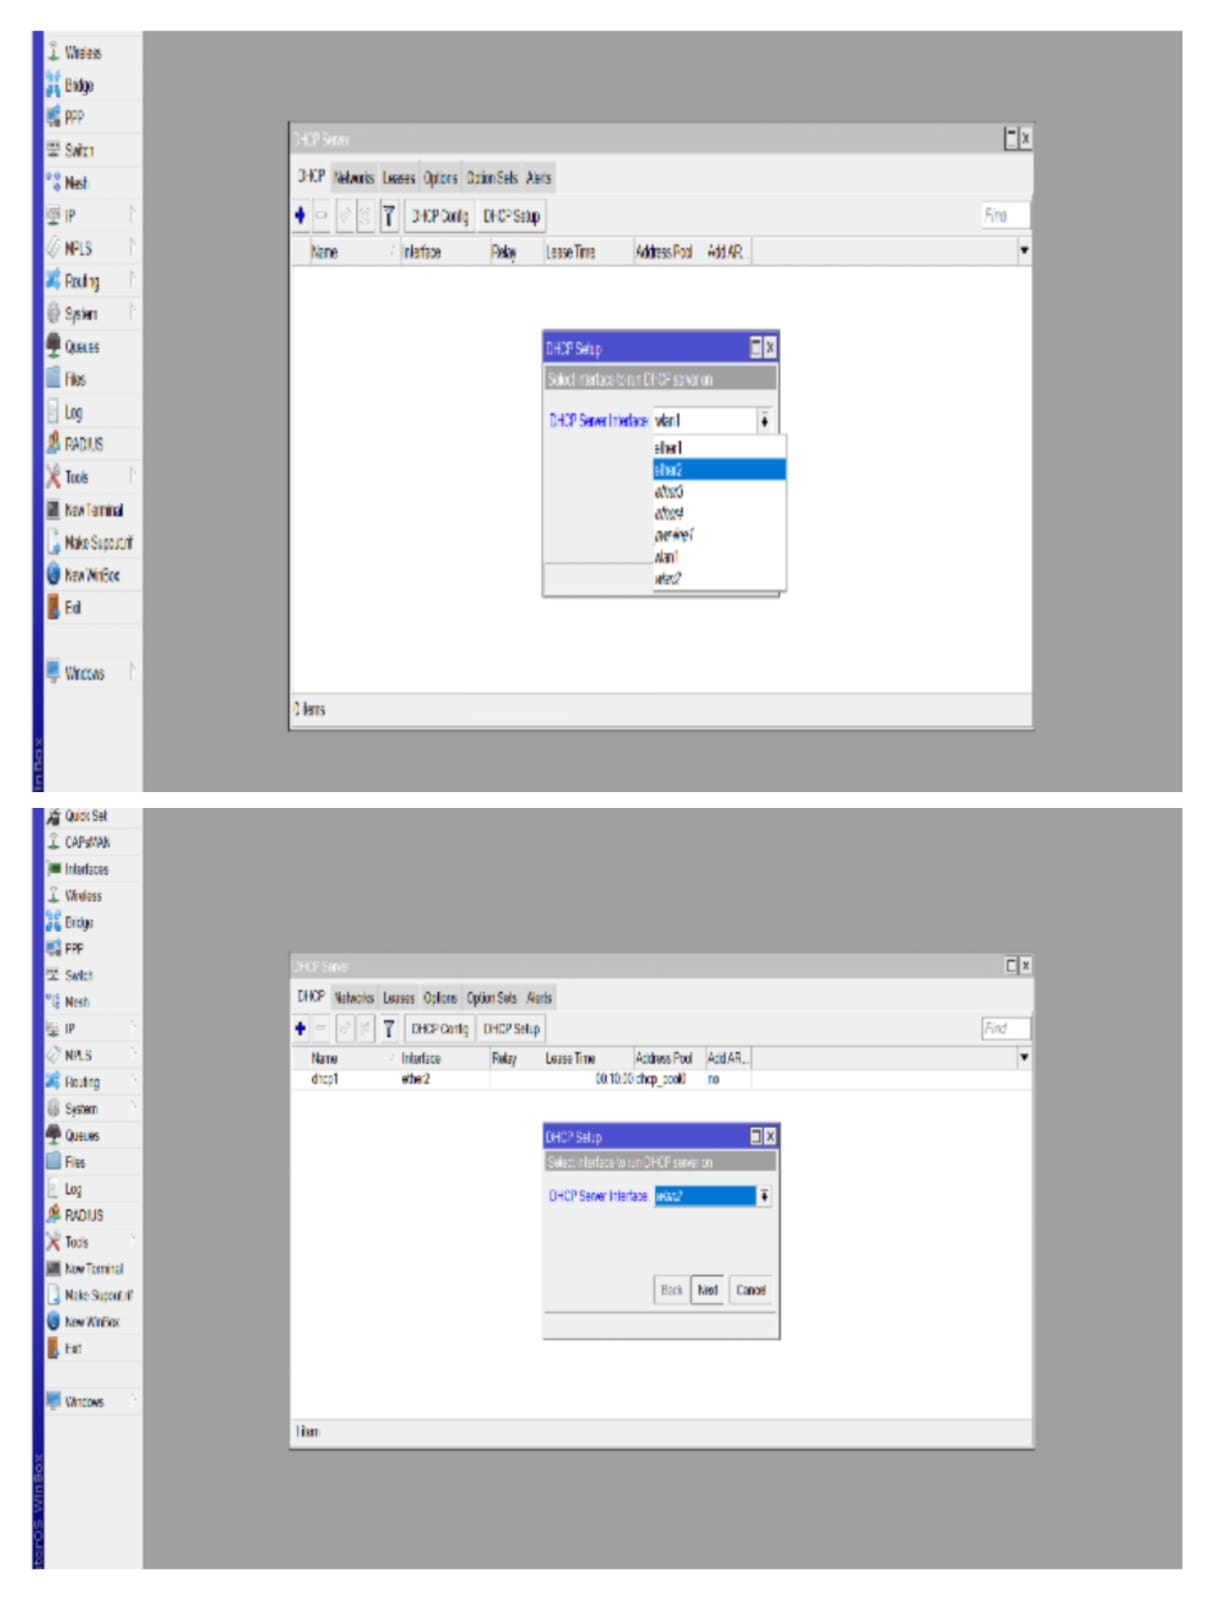 Wireless
Bridge
PPP
Switch
Mesh
IP
MPLS
Routing
System
Queues
Files
Log
RADIUS
Tools
New Terminal
Make Supout.rif
New WinBox
Exit
Windows
inBox
DHCP Server
DHCP Networks Leases Options Option Sets Alerts
DHCP Config DHCP Setup Find
Name Interface Relay Lease Time Address Pool Add AR...
DHCP Setup
Select interface to run DHCP server on
DHCP Server Interface: wlan1
ether1
ether2
ether3
ether4
pwr-line1
wlan1
wlan2
0 items
Quick Set
CAPsMAN
Interfaces
Wireless
Bridge
PPP
Switch
Mesh
IP
MPLS
Routing
System
Queues
Files
Log
RADIUS
Tools
New Terminal
Make Supout.rif
New WinBox
Exit
Windows
terOS WinBox
DHCP Server
DHCP Networks Leases Options Option Sets Alerts
DHCP Config DHCP Setup Find
Name Interface Relay Lease Time Address Pool Add AR...
dhcp1 ether2 00:10:00 dhcp_pool0 no
DHCP Setup
Select interface to run DHCP server on
DHCP Server Interface: wlan2
Back Next Cancel
1 item